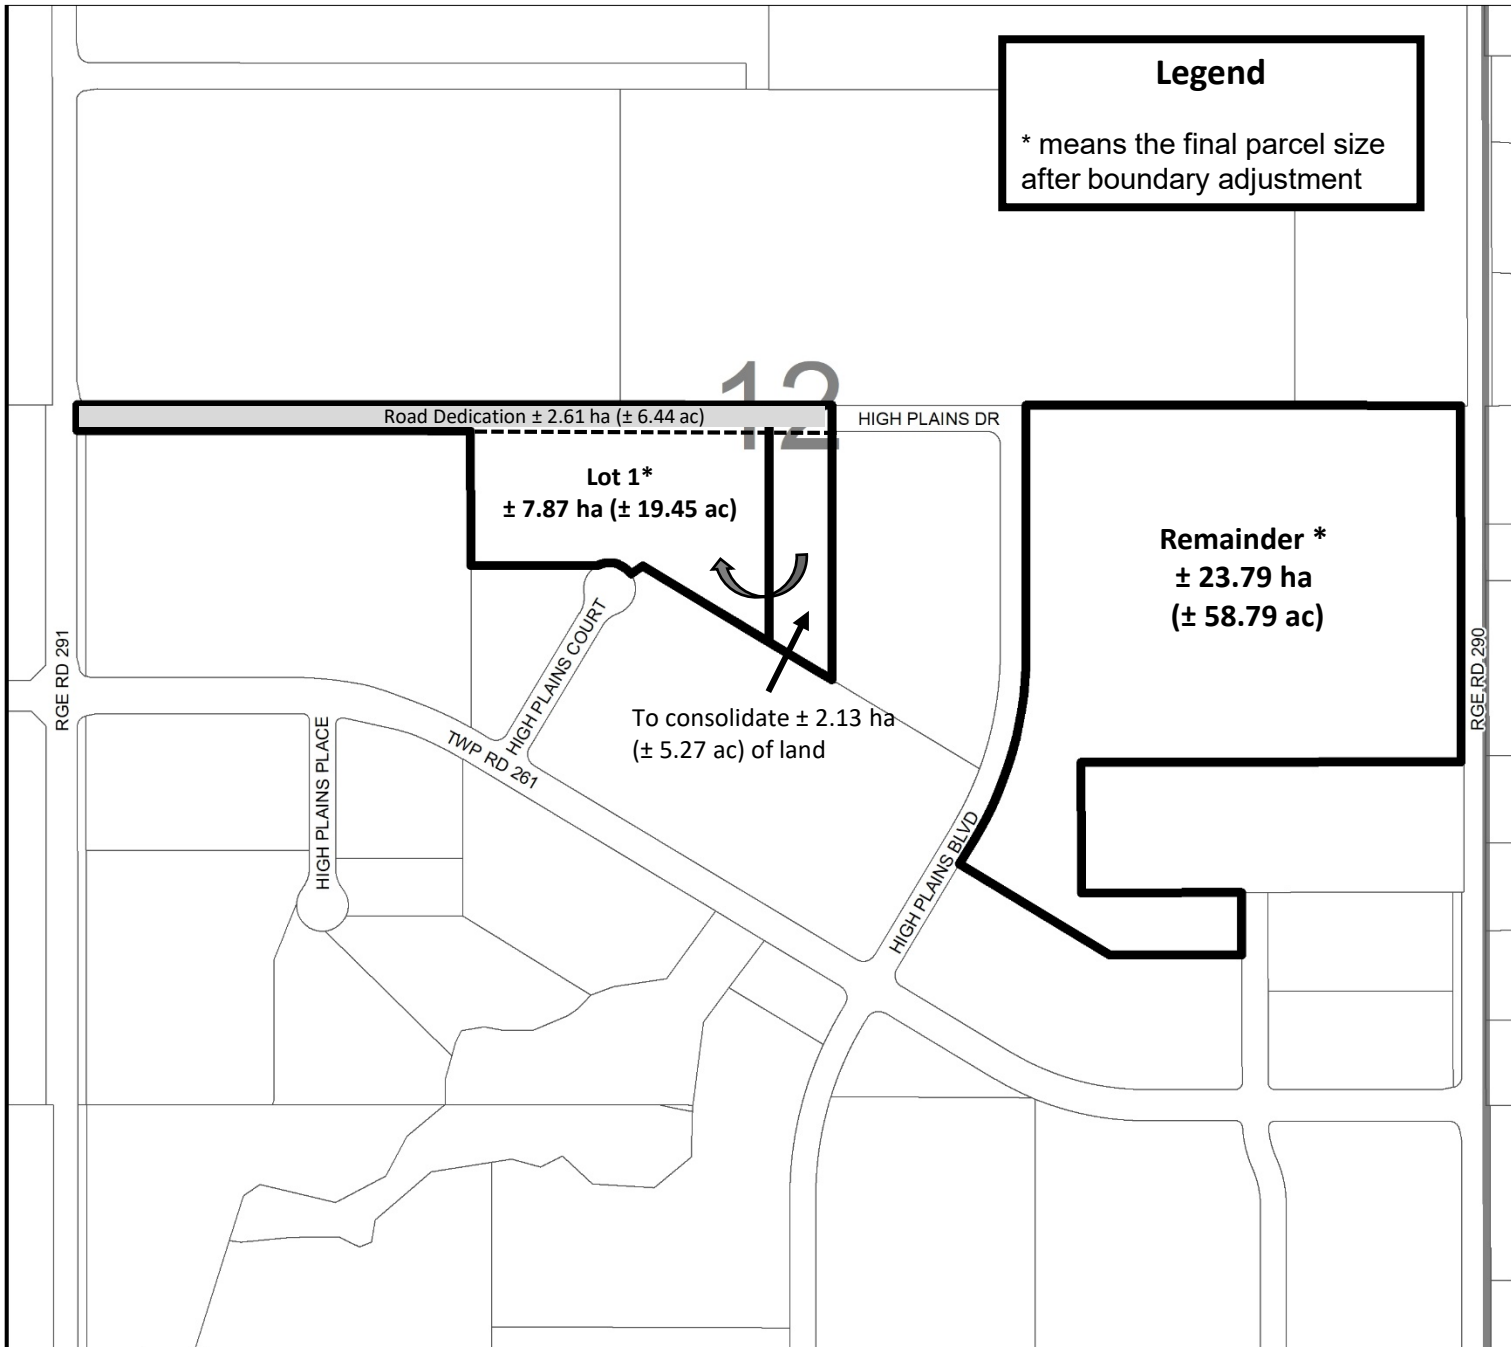 Legend
* means the final parcel size
after boundary adjustment
12
Road Dedication ± 2.61 ha (± 6.44 ac)
HIGH PLAINS DR
Lot 1*
± 7.87 ha (± 19.45 ac)
Remainder *
± 23.79 ha
(± 58.79 ac)
RGE RD 291
HIGH PLAINS COURT
RGE RD 290
To consolidate ± 2.13 ha
(± 5.27 ac) of land
TWP RD 261
HIGH PLAINS PLACE
HIGH PLAINS BLVD